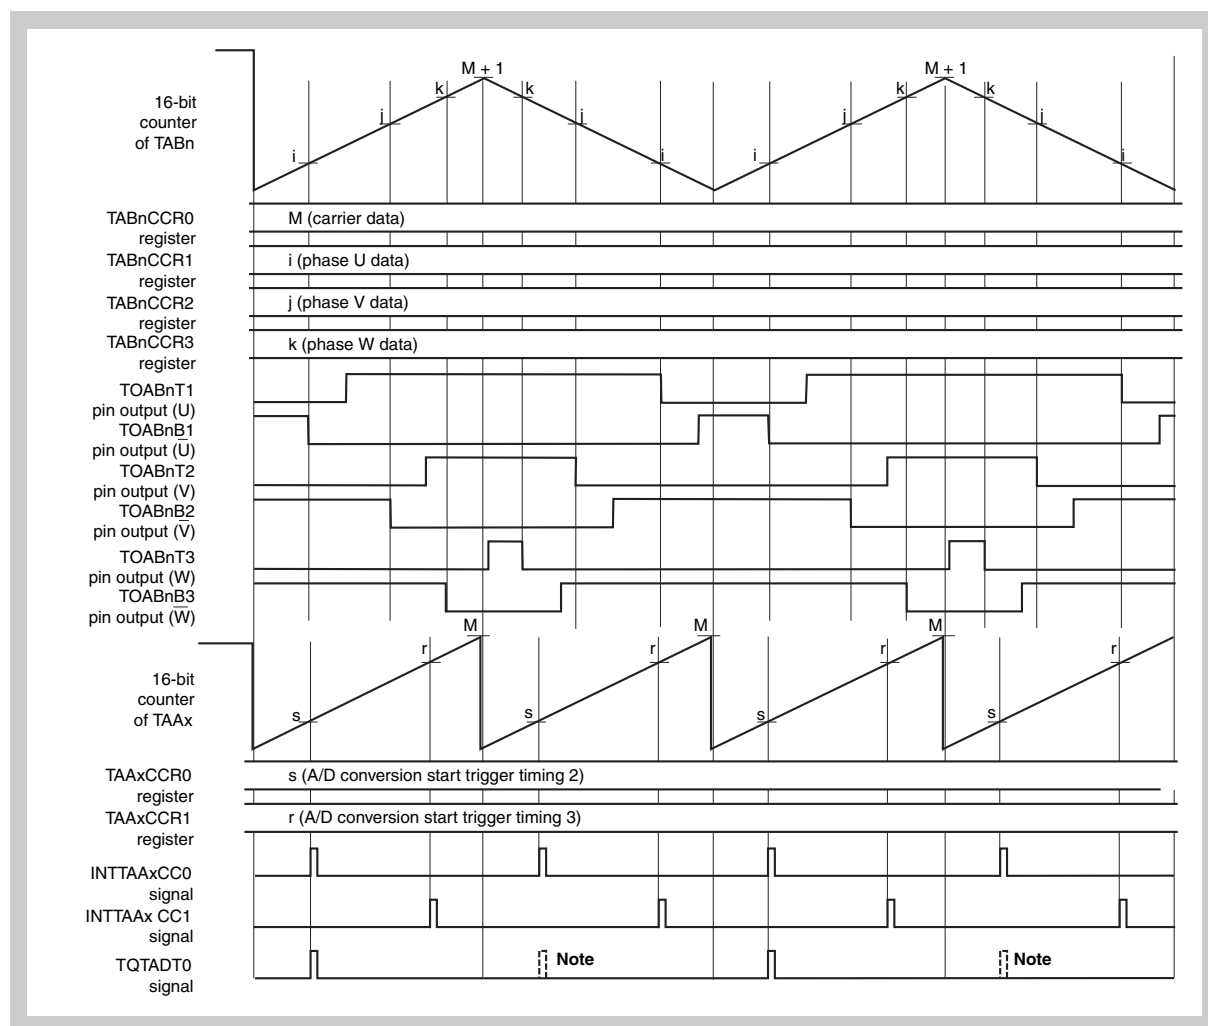 M + 1
M + 1
k
k
k
k
16-bit
counter
of TABn
j
j
j
j
i
i
i
i
TABnCCR0
register
M (carrier data)
TABnCCR1
register
i (phase U data)
TABnCCR2
register
j (phase V data)
TABnCCR3
register
k (phase W data)
TOABnT1
pin output (U)
TOABnB1
pin output (U̅)
TOABnT2
pin output (V)
TOABnB2
pin output (V̅)
TOABnT3
pin output (W)
TOABnB3
pin output (W̅)
M
M
M
r
r
r
r
16-bit
counter
of TAAx
s
s
s
s
TAAxCCR0
register
s (A/D conversion start trigger timing 2)
TAAxCCR1
register
r (A/D conversion start trigger timing 3)
INTTAAxCC0
signal
INTTAAx CC1
signal
TQTADT0
signal
Note
Note